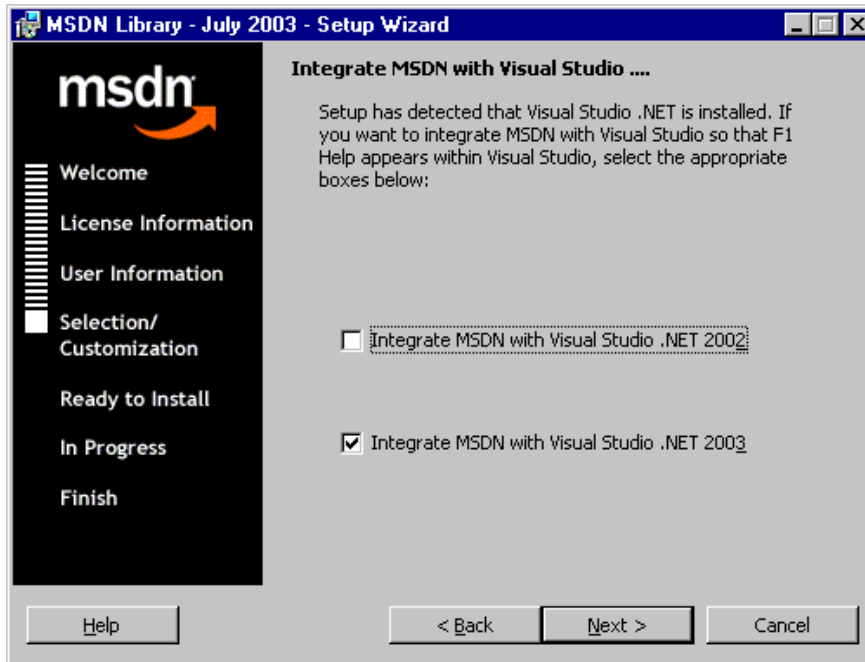 MSDN Library - July 2003 - Setup Wizard
msdn
Welcome
License Information
User Information
Selection/
Customization
Ready to Install
In Progress
Finish
Integrate MSDN with Visual Studio ....
Setup has detected that Visual Studio .NET is installed. If
you want to integrate MSDN with Visual Studio so that F1
Help appears within Visual Studio, select the appropriate
boxes below:
Integrate MSDN with Visual Studio .NET 2002
Integrate MSDN with Visual Studio .NET 2003
Help
< Back
Next >
Cancel